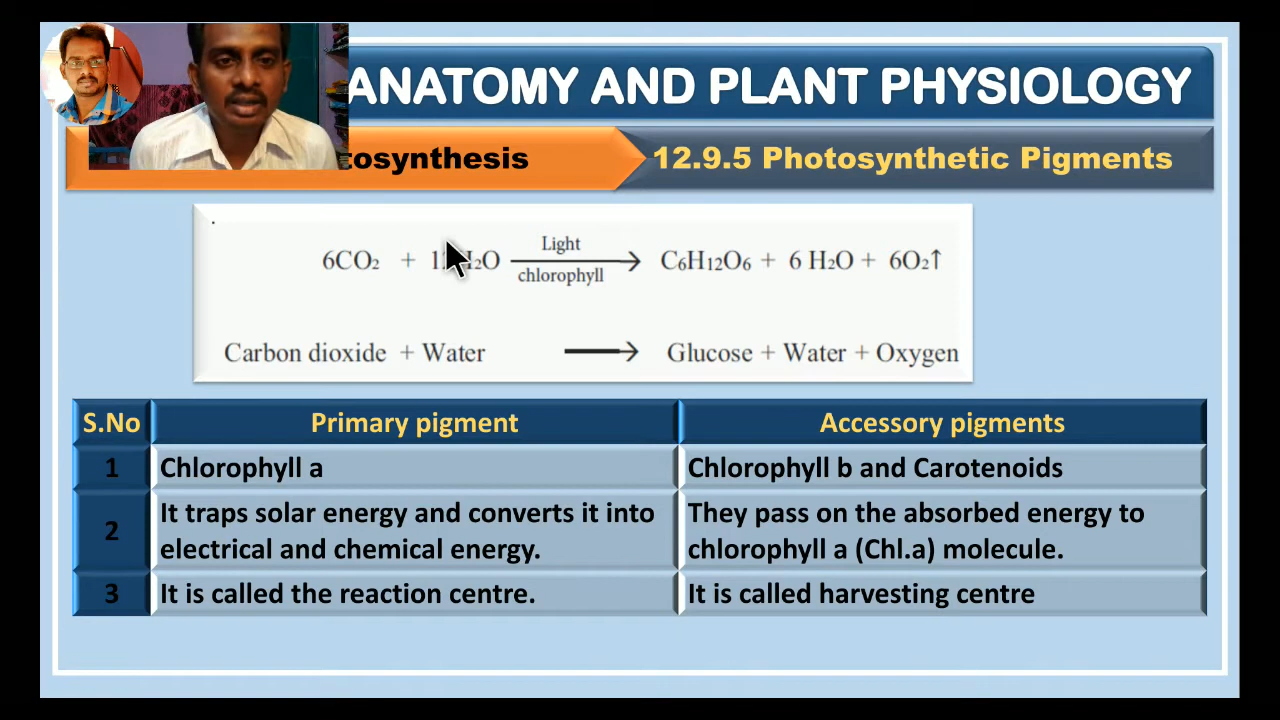 ANATOMY AND PLANT PHYSIOLOGY
tosynthesis
12.9.5 Photosynthetic Pigments
Light
6CO₂ + 12H₂O C₆H₁₂O₆ + 6 H₂O + 6O₂↑
chlorophyll
Carbon dioxide + Water ⟶ Glucose + Water + Oxygen
S.No Primary pigment Accessory pigments
1 Chlorophyll a Chlorophyll b and Carotenoids
2 It traps solar energy and converts it into electrical and chemical energy. They pass on the absorbed energy to chlorophyll a (Chl.a) molecule.
3 It is called the reaction centre. It is called harvesting centre